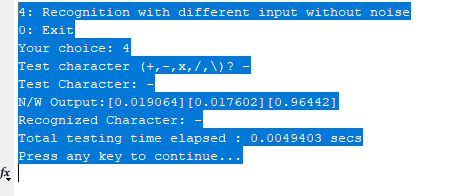 4: Recognition with different input without noise
0: Exit
Your choice: 4
Test character (+,-,x,/,\)? -
Test Character: -
N/W Output:[0.019064][0.017602][0.96442]
Recognized Character: -
Total testing time elapsed : 0.0049403 secs
Press any key to continue...
fx